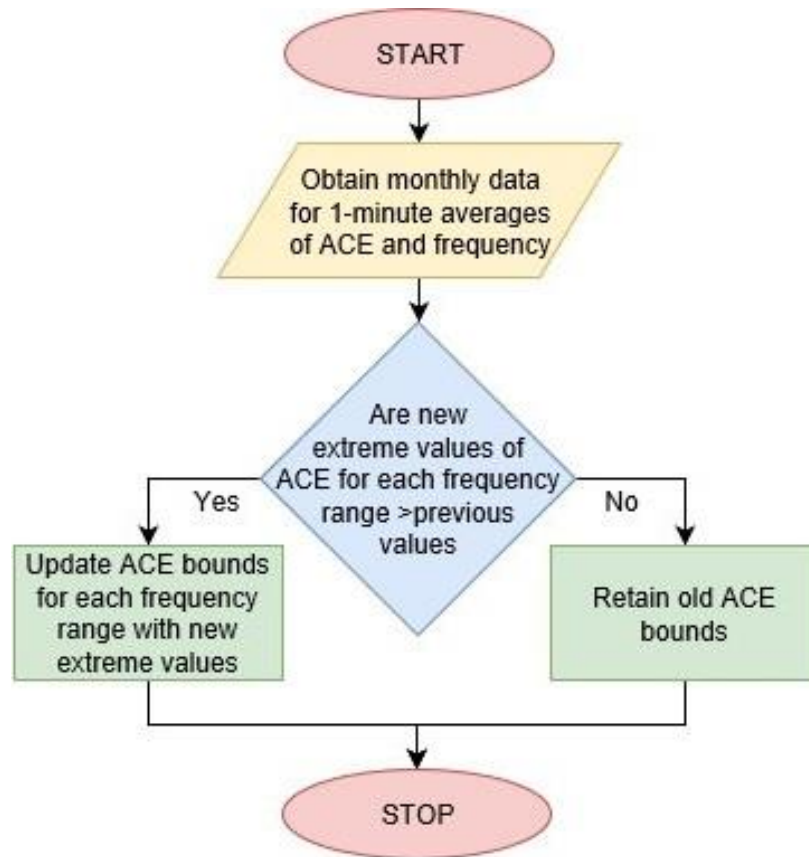 START
Obtain monthly data
for 1-minute averages
of ACE and frequency
Are new
extreme values of
ACE for each frequency
range >previous
values
Yes
No
Update ACE bounds
for each frequency
range with new
extreme values
Retain old ACE
bounds
STOP